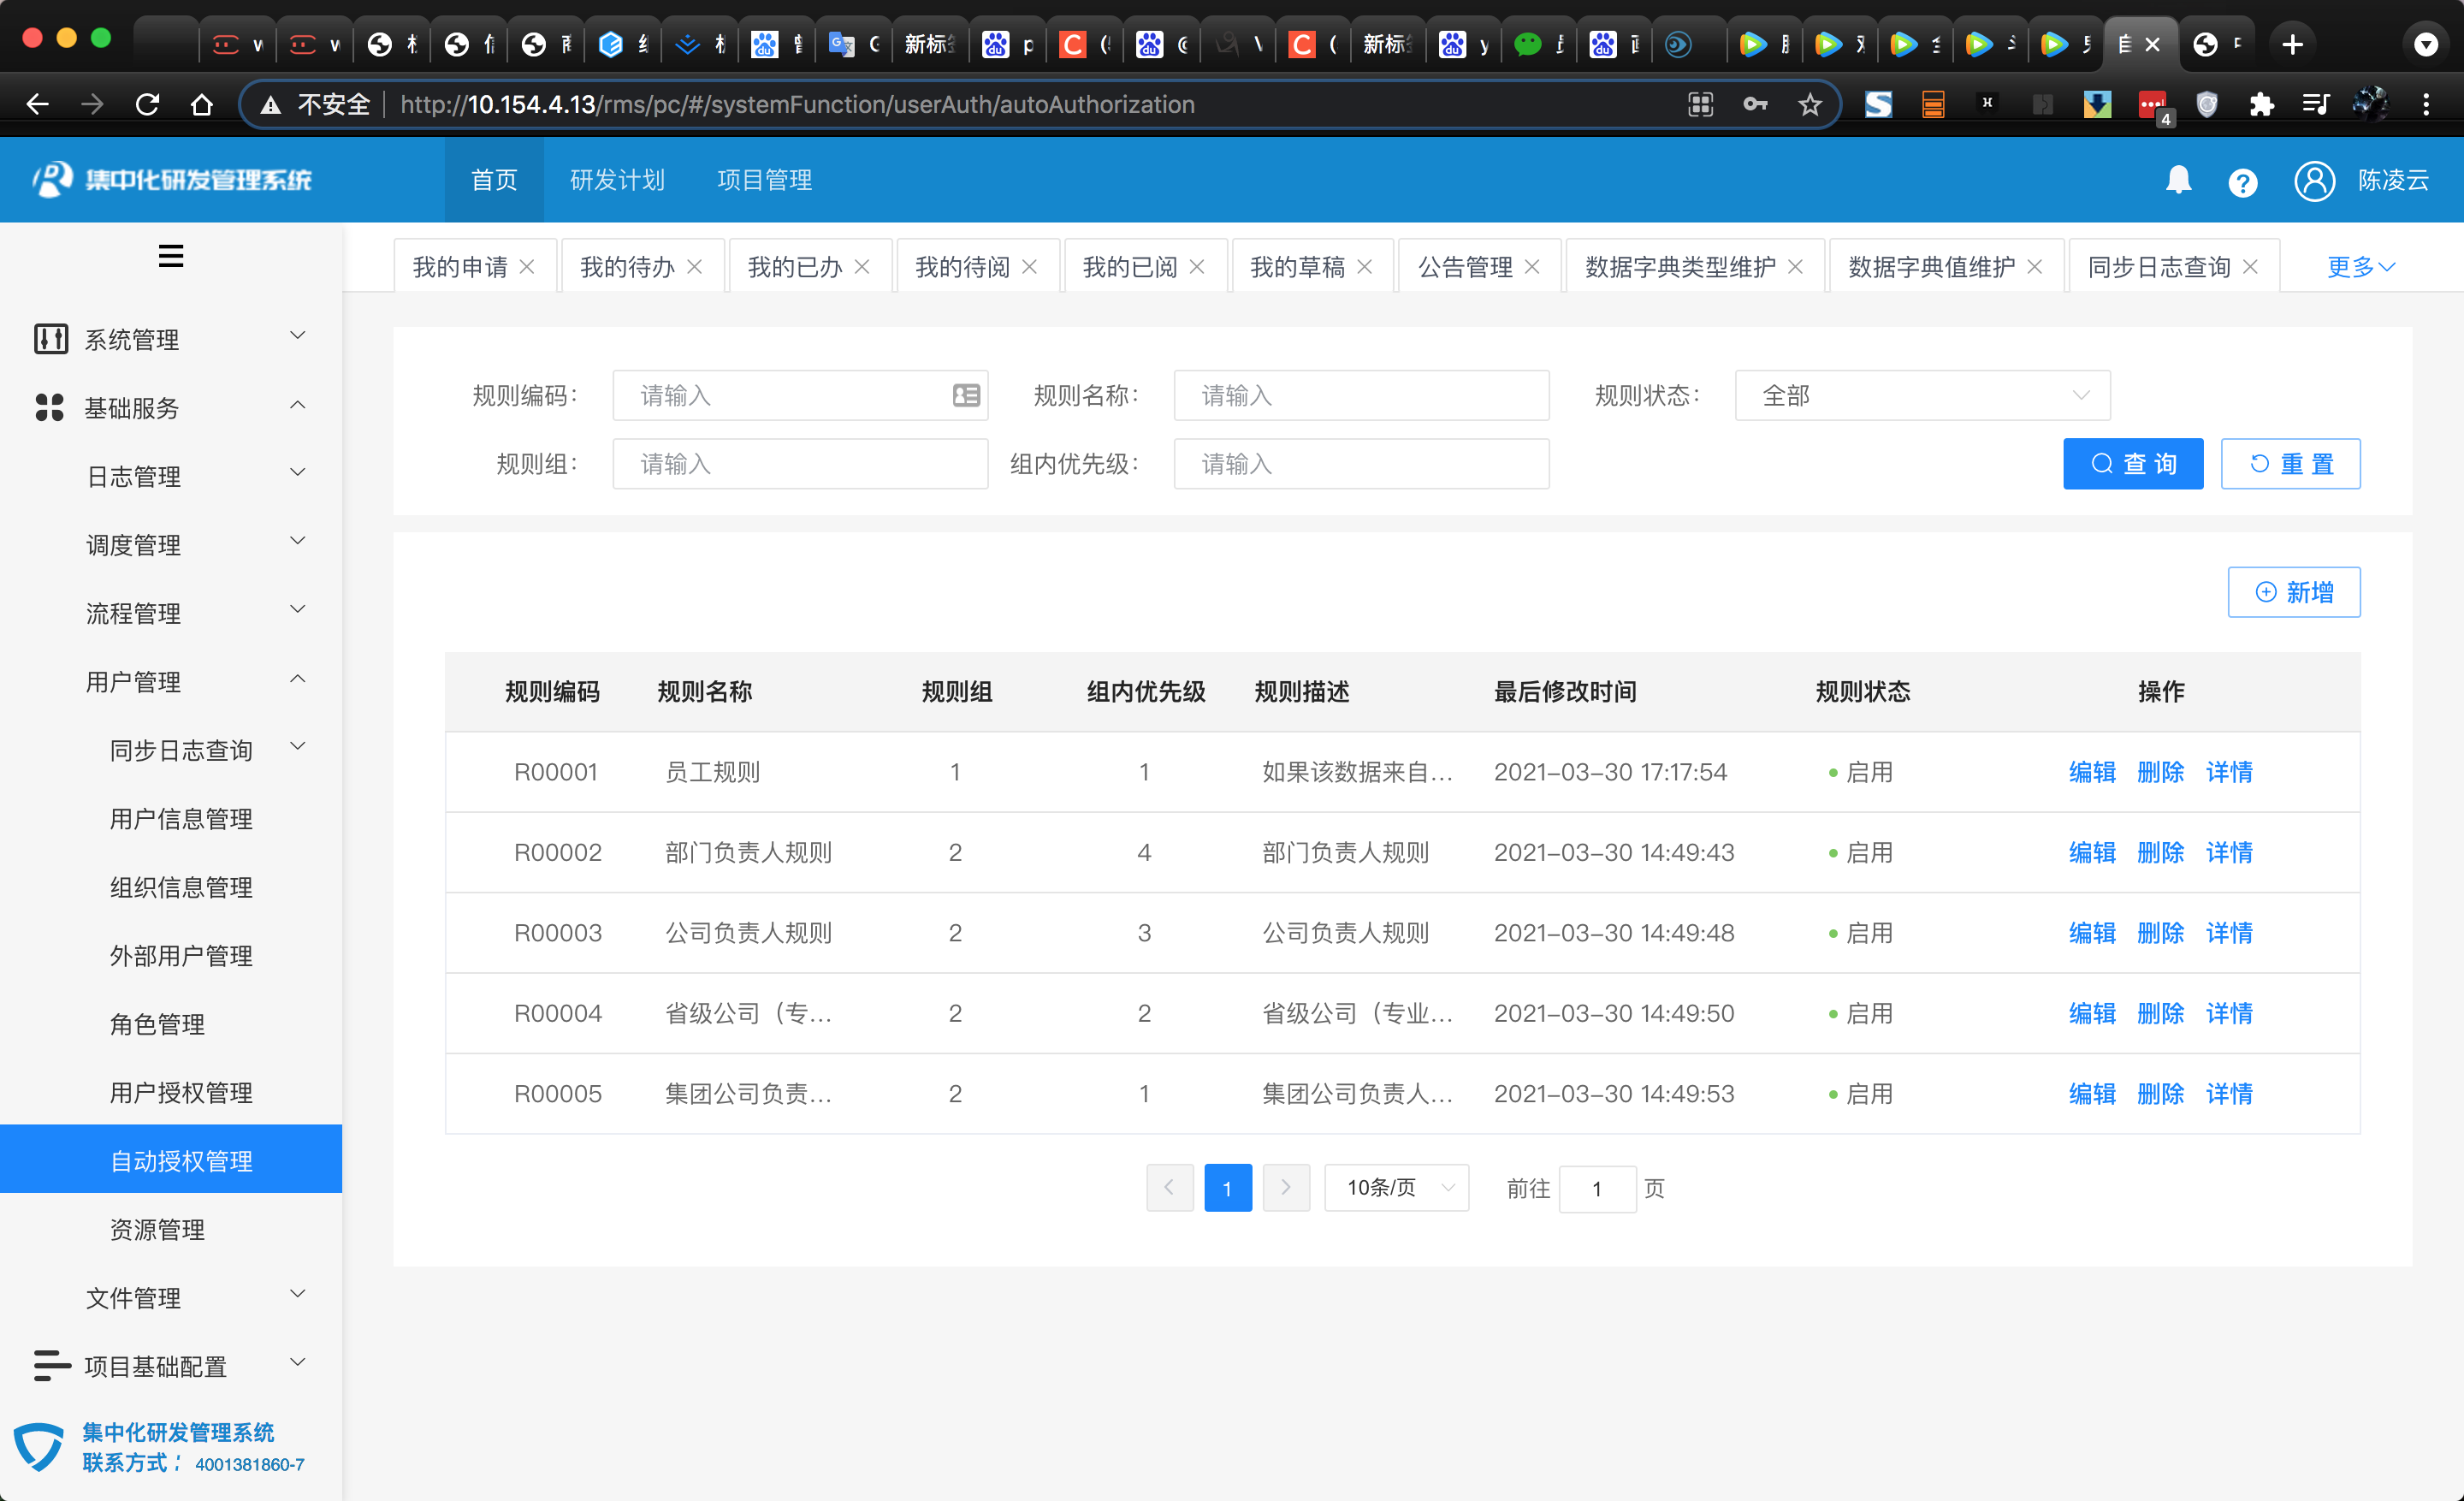 新标 新标
不安全 http://10.154.4.13/rms/pc/#/systemFunction/userAuth/autoAuthorization
4
集中化研发管理系统 首页 研发计划 项目管理 陈凌云
我的申请 我的待办 我的已办 我的待阅 我的已阅 我的草稿 公告管理 数据字典类型维护 数据字典值维护 同步日志查询 更多
系统管理
基础服务
日志管理
调度管理
流程管理
用户管理
同步日志查询
用户信息管理
组织信息管理
外部用户管理
角色管理
用户授权管理
自动授权管理
资源管理
文件管理
项目基础配置
集中化研发管理系统
联系方式: 4001381860-7
规则编码: 请输入 规则名称: 请输入 规则状态: 全部
规则组: 请输入 组内优先级: 请输入 查询 重置
新增
规则编码 规则名称 规则组 组内优先级 规则描述 最后修改时间 规则状态 操作
R00001 员工规则 1 1 如果该数据来自... 2021-03-30 17:17:54 启用 编辑 删除 详情
R00002 部门负责人规则 2 4 部门负责人规则 2021-03-30 14:49:43 启用 编辑 删除 详情
R00003 公司负责人规则 2 3 公司负责人规则 2021-03-30 14:49:48 启用 编辑 删除 详情
R00004 省级公司（专... 2 2 省级公司（专业... 2021-03-30 14:49:50 启用 编辑 删除 详情
R00005 集团公司负责... 2 1 集团公司负责人... 2021-03-30 14:49:53 启用 编辑 删除 详情
1 10条/页 前往 1 页